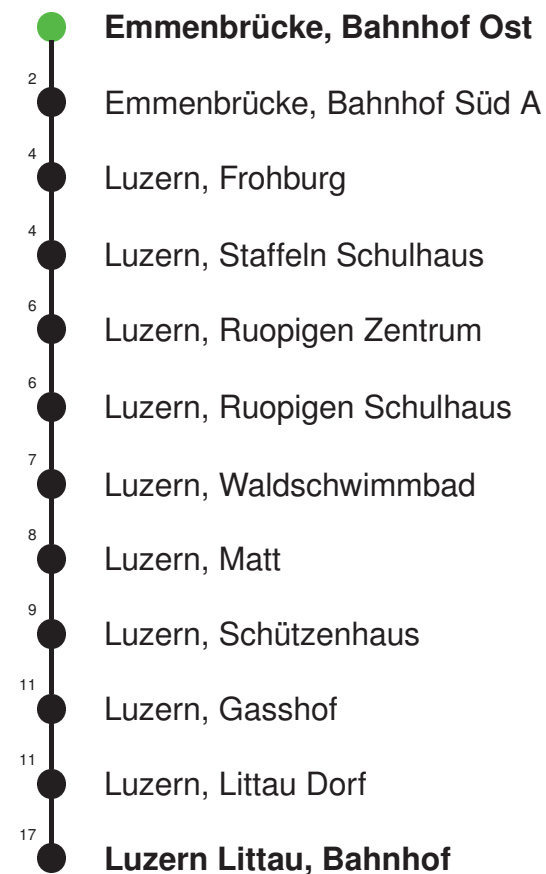 Emmenbrücke, Bahnhof Ost
2
Emmenbrücke, Bahnhof Süd A
4
Luzern, Frohburg
4
Luzern, Staffeln Schulhaus
6
Luzern, Ruopigen Zentrum
6
Luzern, Ruopigen Schulhaus
7
Luzern, Waldschwimmbad
8
Luzern, Matt
9
Luzern, Schützenhaus
11
Luzern, Gasshof
11
Luzern, Littau Dorf
17
Luzern Littau, Bahnhof